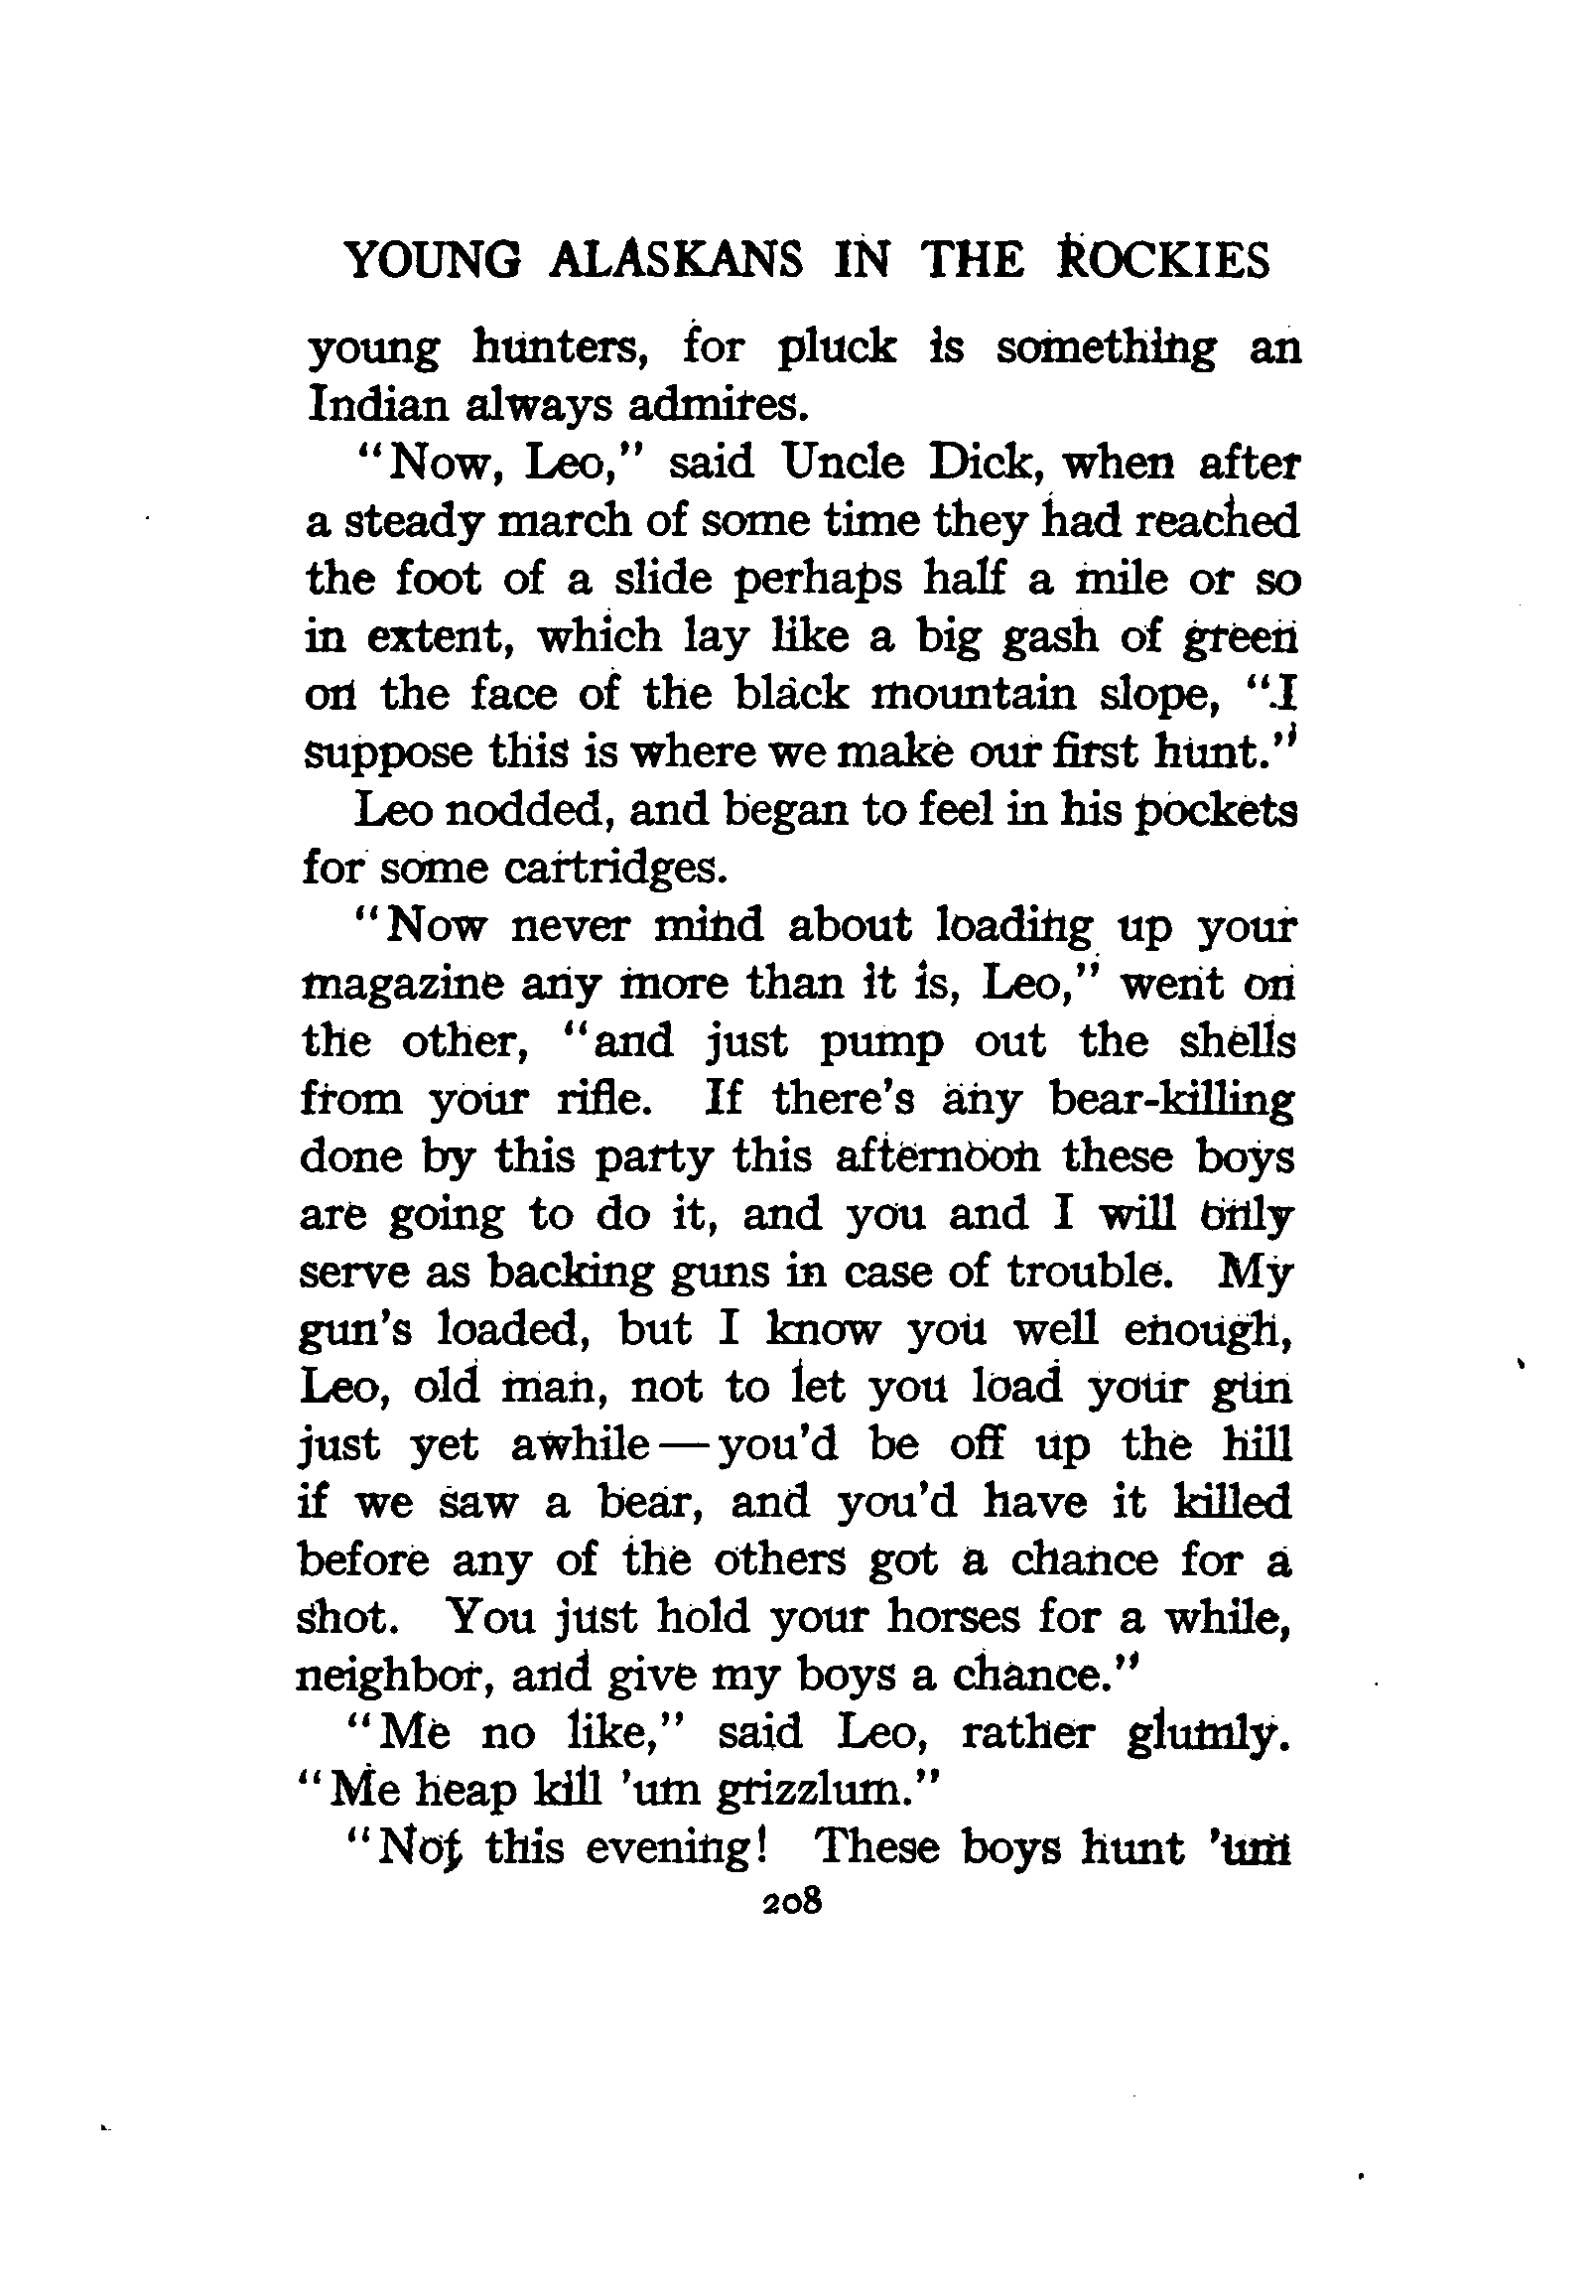 YOUNG ALASKANS IN THE ROCKIES
young hunters, for pluck is something an
Indian always admires.
"Now, Leo," said Uncle Dick, when after
a steady march of some time they had reached
the foot of a slide perhaps half a mile or so
in extent, which lay like a big gash of green
on the face of the black mountain slope, "I
suppose this is where we make our first hunt."
Leo nodded, and began to feel in his pockets
for some cartridges.
"Now never mind about loading up your
magazine any more than it is, Leo," went on
the other, "and just pump out the shells
from your rifle. If there's any bear-killing
done by this party this afternoon these boys
are going to do it, and you and I will only
serve as backing guns in case of trouble. My
gun's loaded, but I know you well enough,
Leo, old man, not to let you load your gun
just yet awhile—you'd be off up the hill
if we saw a bear, and you'd have it killed
before any of the others got a chance for a
shot. You just hold your horses for a while,
neighbor, and give my boys a chance."
"Me no like," said Leo, rather glumly.
"Me heap kill 'um grizzlum."
"Not this evening! These boys hunt 'um
208